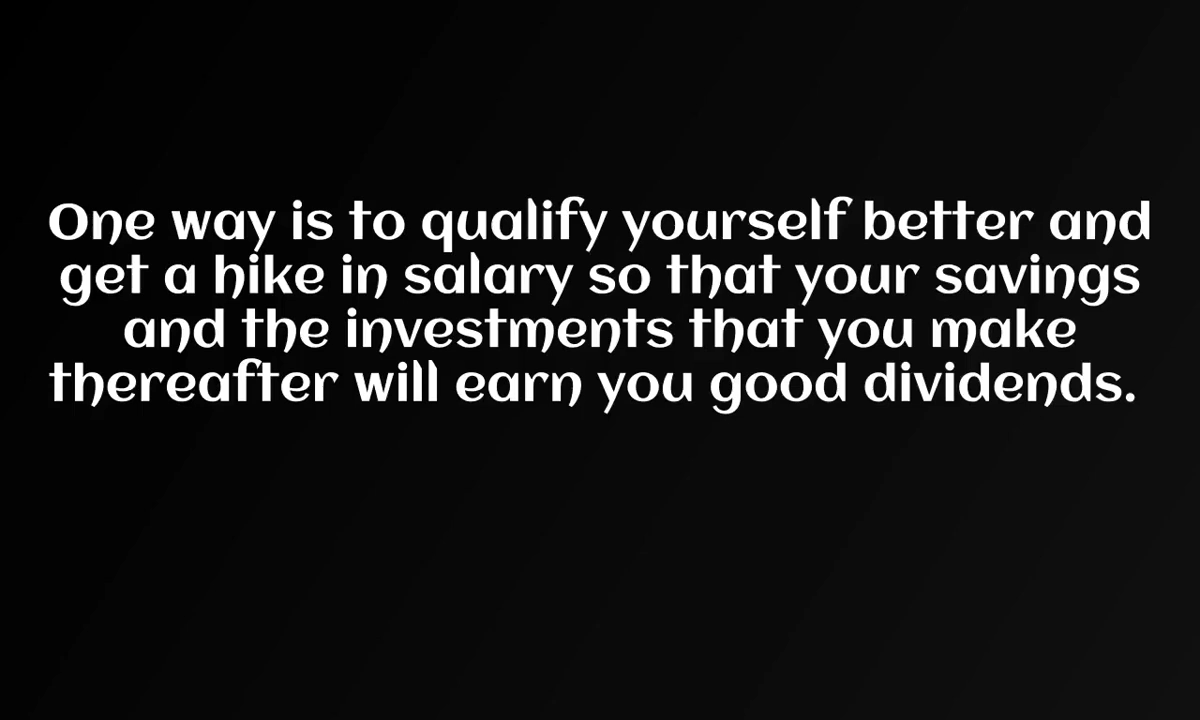 One way is to qualify yourself better and
get a hike in salary so that your savings
and the investments that you make
thereafter will earn you good dividends.